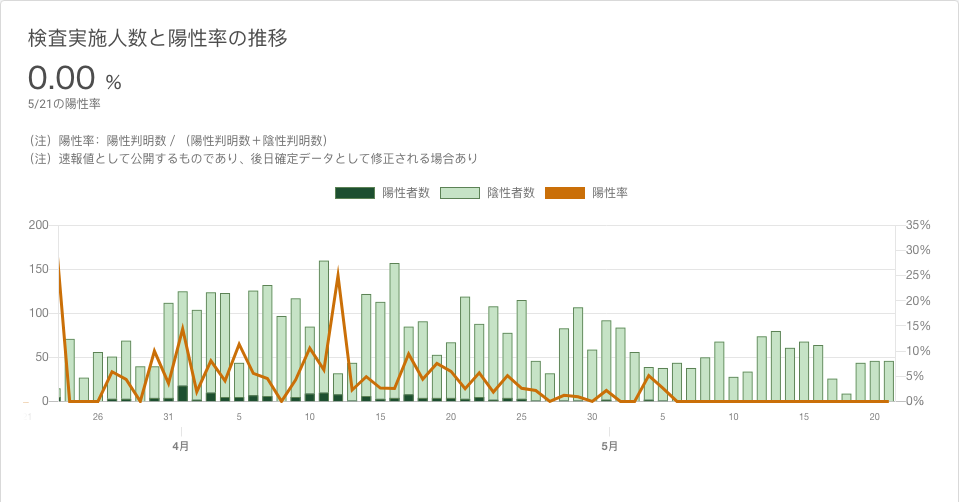 検査実施人数と陽性率の推移
0.00 %
5/21の陽性率
（注）陽性率：陽性判明数 / （陽性判明数＋陰性判明数）
（注）速報値として公開するものであり、後日確定データとして修正される場合あり
陽性者数 陰性者数 陽性率
200 35%
30%
150 25%
20%
100 15%
50 10%
5%
0 0%
26 31 5 10 15 20 25 30 5 10 15 20
4月 5月